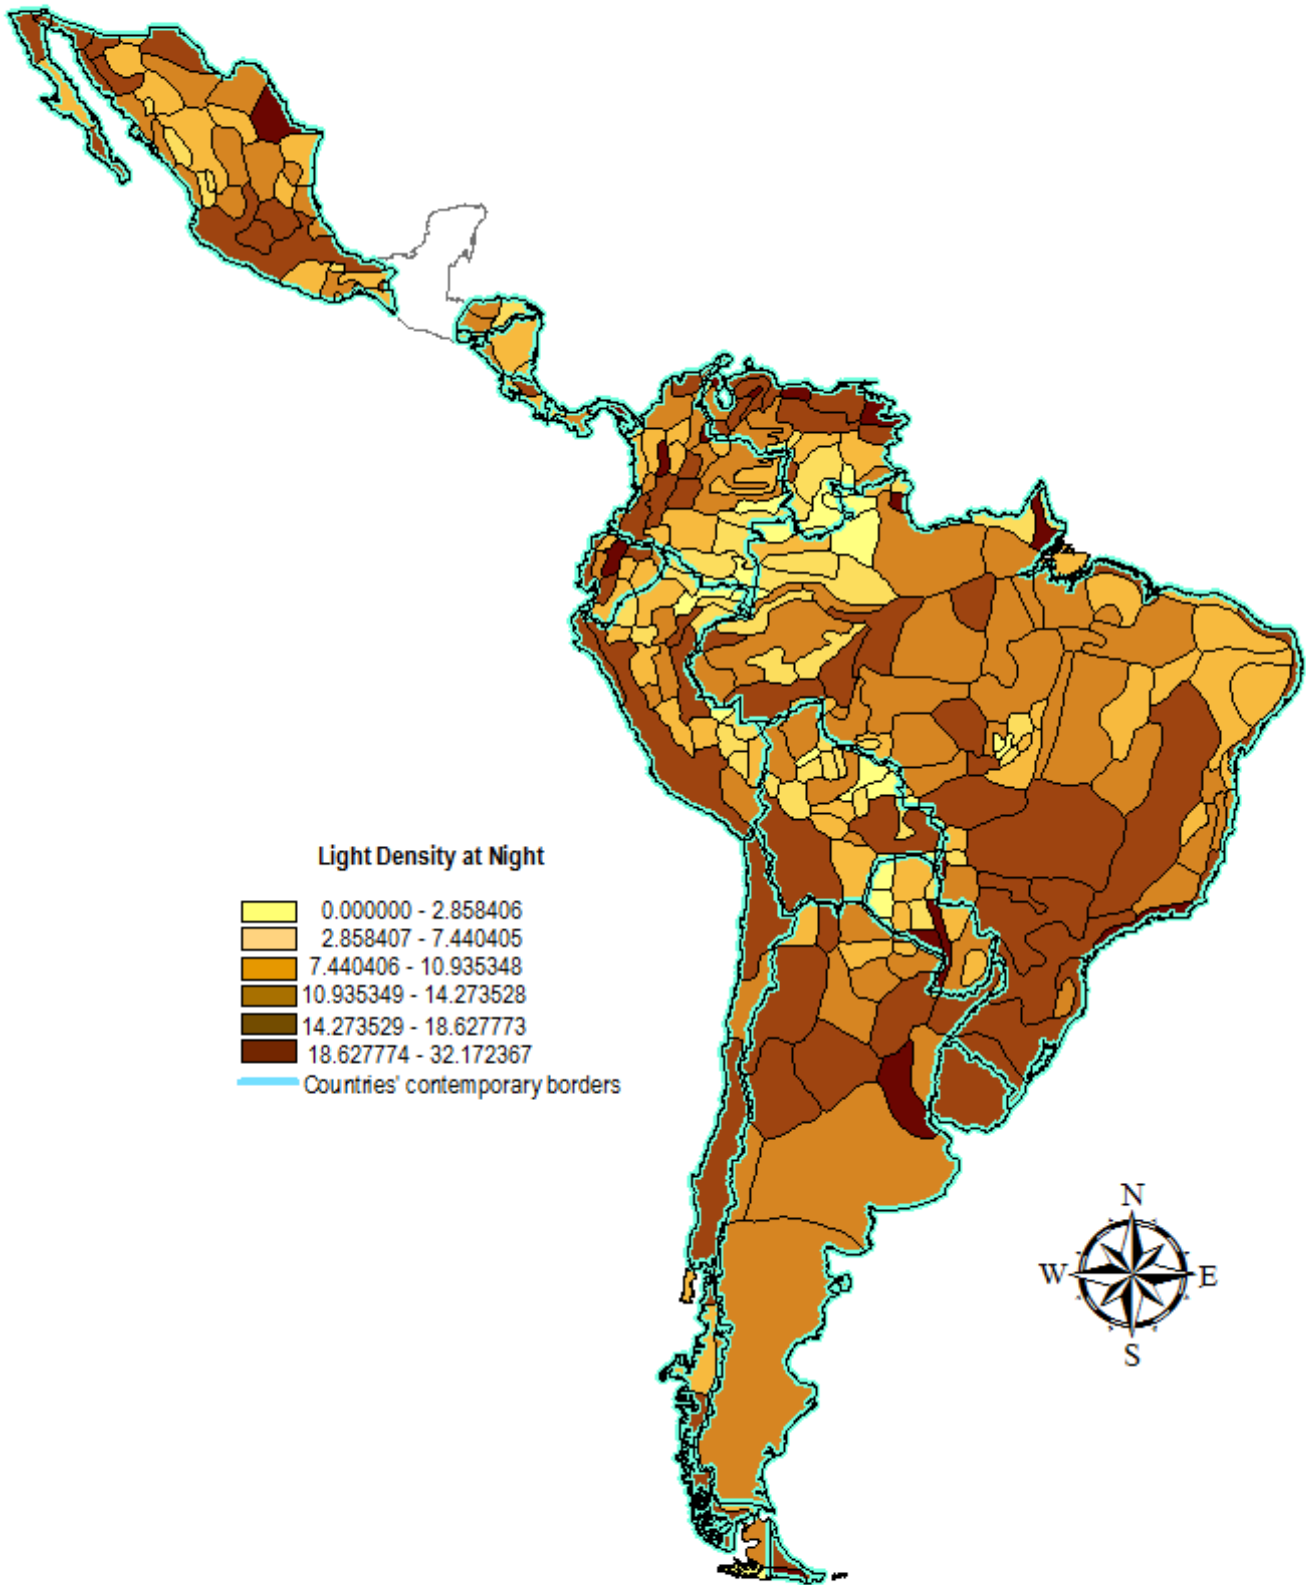 Light Density at Night
0.000000 - 2.858406
2.858407 - 7.440405
7.440406 - 10.935348
10.935349 - 14.273528
14.273529 - 18.627773
18.627774 - 32.172367
Countries' contemporary borders
N
W E
S